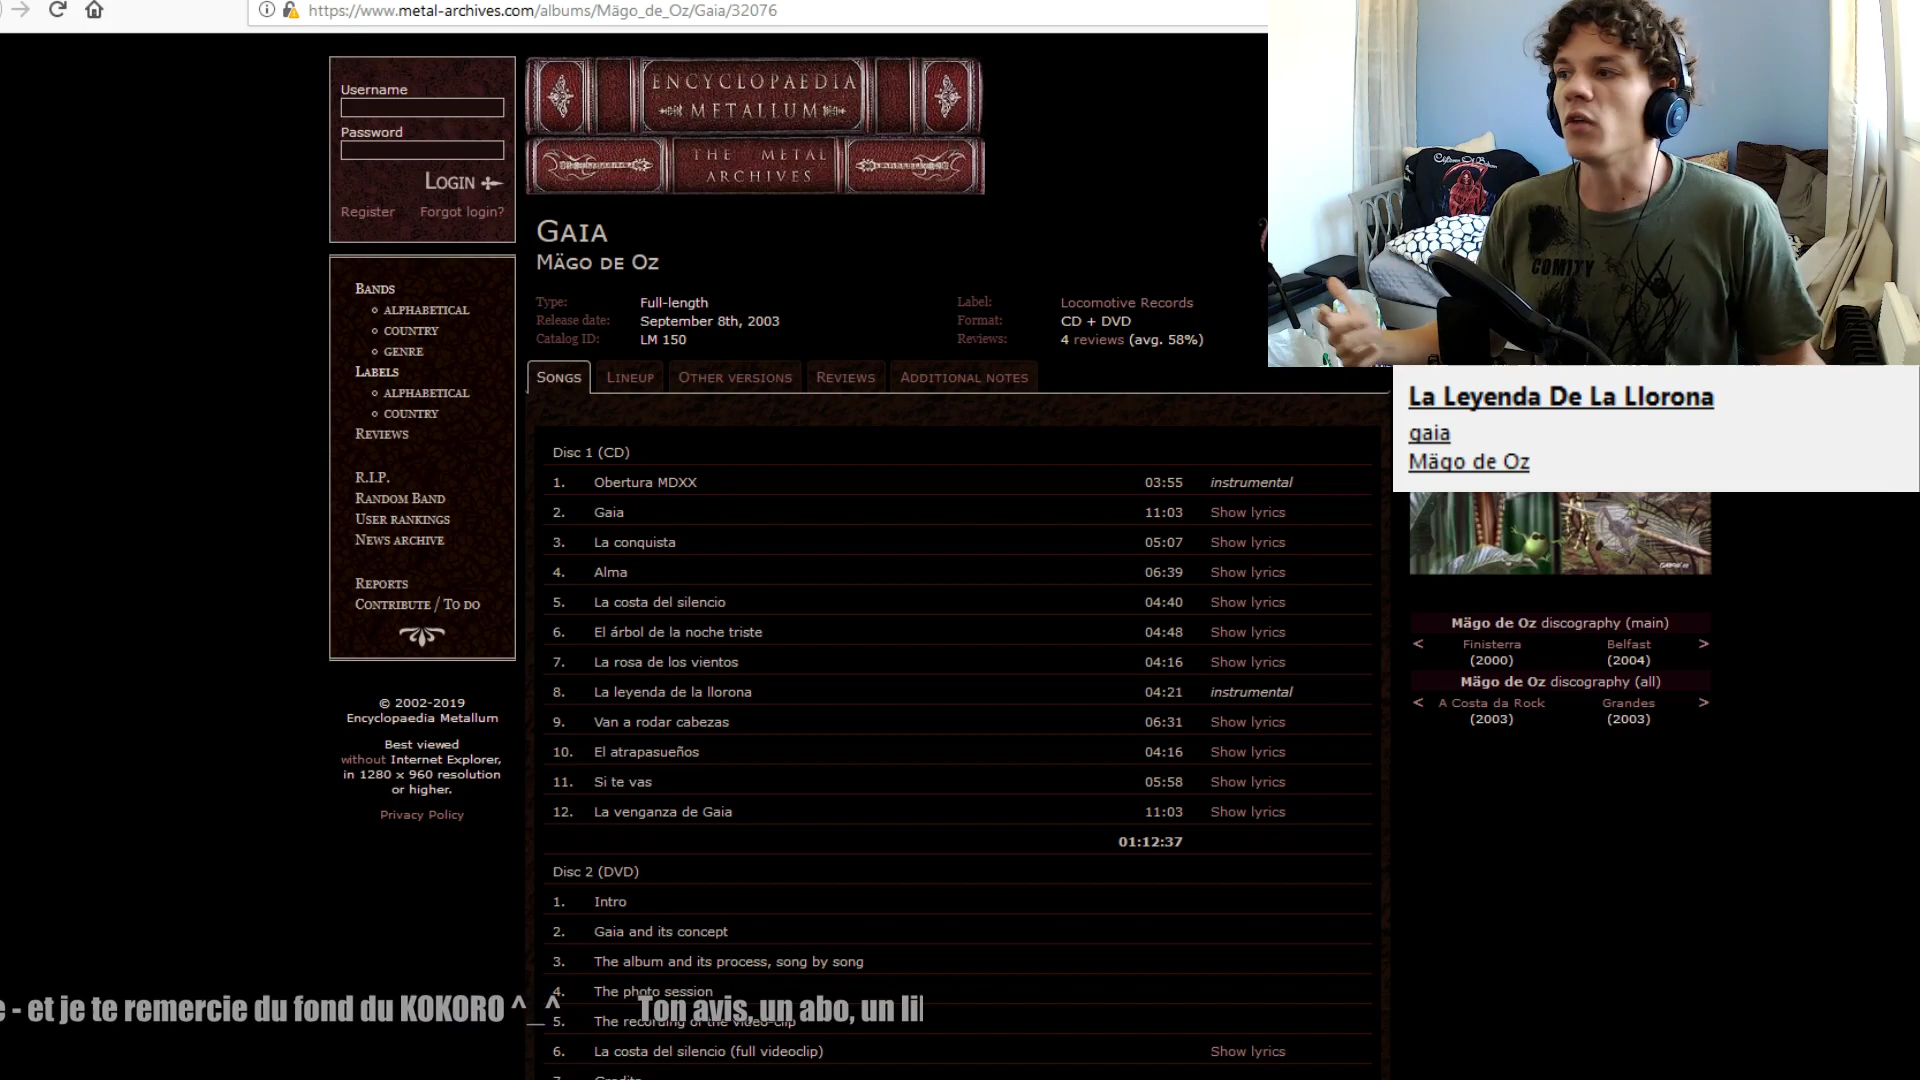 https://www.metal-archives.com/albums/Mägo_de_Oz/Gaia/32076
Username
Password
LOGIN
Register Forgot login?
BANDS
ALPHABETICAL
COUNTRY
GENRE
LABELS
ALPHABETICAL
COUNTRY
REVIEWS
R.I.P.
RANDOM BAND
USER RANKINGS
NEWS ARCHIVE
REPORTS
CONTRIBUTE / TO DO
© 2002-2019
Encyclopaedia Metallum
Best viewed
without Internet Explorer,
in 1280 x 960 resolution
or higher.
Privacy Policy
ENCYCLOPAEDIA
METALLUM
THE METAL
ARCHIVES
GAIA
MÄGO DE OZ
Type: Full-length
Release date: September 8th, 2003
Catalog ID: LM 150
Label: Locomotive Records
Format: CD + DVD
Reviews: 4 reviews (avg. 58%)
SONGS LINEUP OTHER VERSIONS REVIEWS ADDITIONAL NOTES
Disc 1 (CD)
1. Obertura MDXX 03:55 instrumental
2. Gaia 11:03 Show lyrics
3. La conquista 05:07 Show lyrics
4. Alma 06:39 Show lyrics
5. La costa del silencio 04:40 Show lyrics
6. El árbol de la noche triste 04:48 Show lyrics
7. La rosa de los vientos 04:16 Show lyrics
8. La leyenda de la llorona 04:21 instrumental
9. Van a rodar cabezas 06:31 Show lyrics
10. El atrapasueños 04:16 Show lyrics
11. Si te vas 05:58 Show lyrics
12. La venganza de Gaia 11:03 Show lyrics
01:12:37
Disc 2 (DVD)
1. Intro
2. Gaia and its concept
3. The album and its process, song by song
4. The photo session
5. The recording of the video-clip
6. La costa del silencio (full videoclip) Show lyrics
e - et je te remercie du fond du KOKORO ^_^ Ton avis, un abo, un li
COMITY
Children Of Bodom
La Leyenda De La Llorona
gaia
Mägo de Oz
Mägo de Oz discography (main)
< Finisterra Belfast >
(2000) (2004)
Mägo de Oz discography (all)
< A Costa da Rock Grandes >
(2003) (2003)